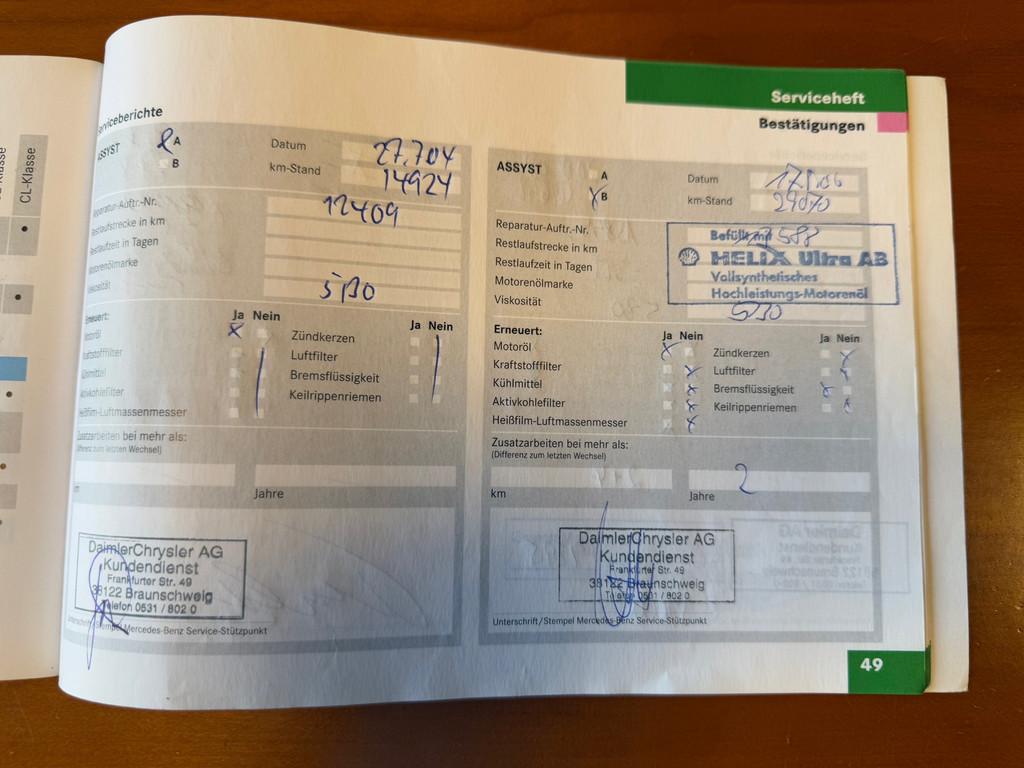 CL-Klasse
Serviceheft
Bestätigungen
Serviceberichte
ASSYST
A
B
Datum 27.7.04
km-Stand 14924
Reparatur-Auftr.-Nr. 12409
Restlaufstrecke in km
Restlaufzeit in Tagen
Motorenölmarke
Viskosität 5W30
Erneuert:
Ja Nein
Ja Nein
Motoröl
Zündkerzen
Kraftstofffilter
Luftfilter
Kühlmittel
Bremsflüssigkeit
Aktivkohlefilter
Keilrippenriemen
Heißfilm-Luftmassenmesser
Zusatzarbeiten bei mehr als:
(Differenz zum letzten Wechsel)
km
Jahre
DaimlerChrysler AG
Kundendienst
Frankfurter Str. 49
38122 Braunschweig
Telefon 0531 / 802 0
Unterschrift/Stempel Mercedes-Benz Service-Stützpunkt
ASSYST
A
B
Datum
km-Stand
Reparatur-Auftr.-Nr.
Restlaufstrecke in km
Restlaufzeit in Tagen
Motorenölmarke
Viskosität 5W30
Befüllt mit
HELIX Ultra AB
Vollsynthetisches
Hochleistungs-Motorenöl
Erneuert:
Ja Nein
Ja Nein
Motoröl
Zündkerzen
Kraftstofffilter
Luftfilter
Kühlmittel
Bremsflüssigkeit
Aktivkohlefilter
Keilrippenriemen
Heißfilm-Luftmassenmesser
Zusatzarbeiten bei mehr als:
(Differenz zum letzten Wechsel)
km
Jahre 2
DaimlerChrysler AG
Kundendienst
Frankfurter Str. 49
38122 Braunschweig
Telefon 0531 / 802 0
Unterschrift/Stempel Mercedes-Benz Service-Stützpunkt
49